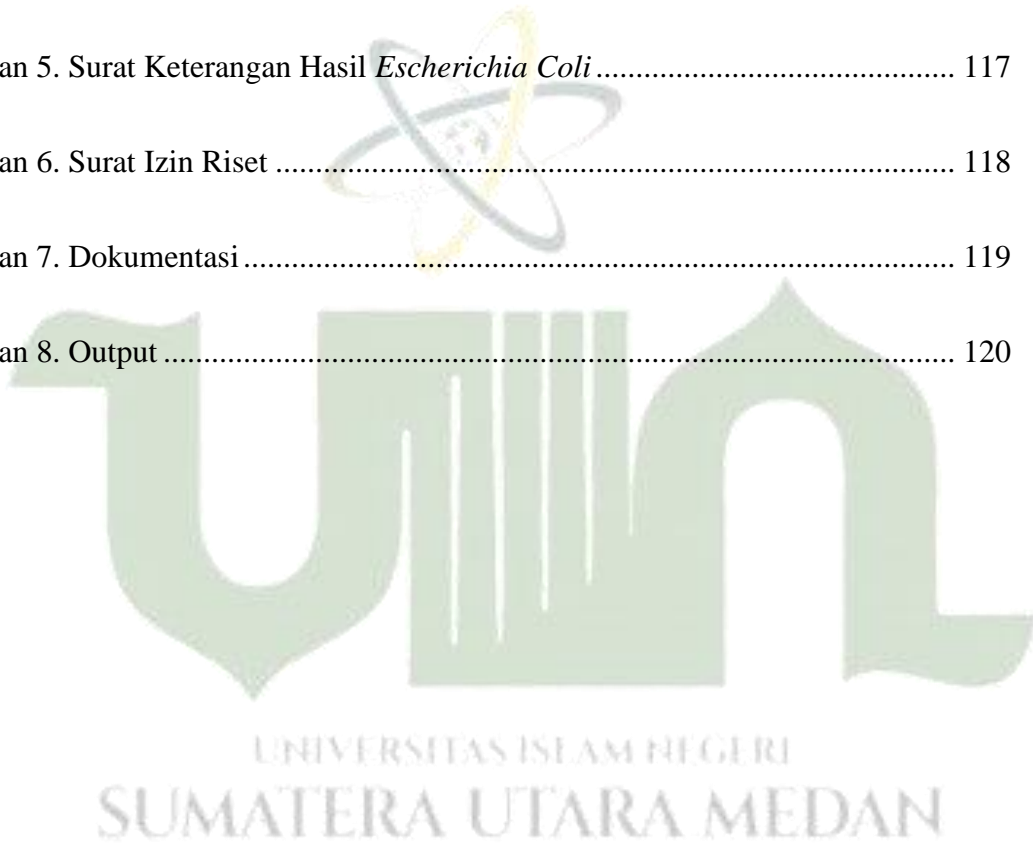 an 5. Surat Keterangan Hasil Escherichia Coli ........................................... 117
an 6. Surat Izin Riset ................................................................................... 118
an 7. Dokumentasi ....................................................................................... 119
an 8. Output ................................................................................................. 120
UIN
UNIVERSITAS ISLAM NEGERI
SUMATERA UTARA MEDAN